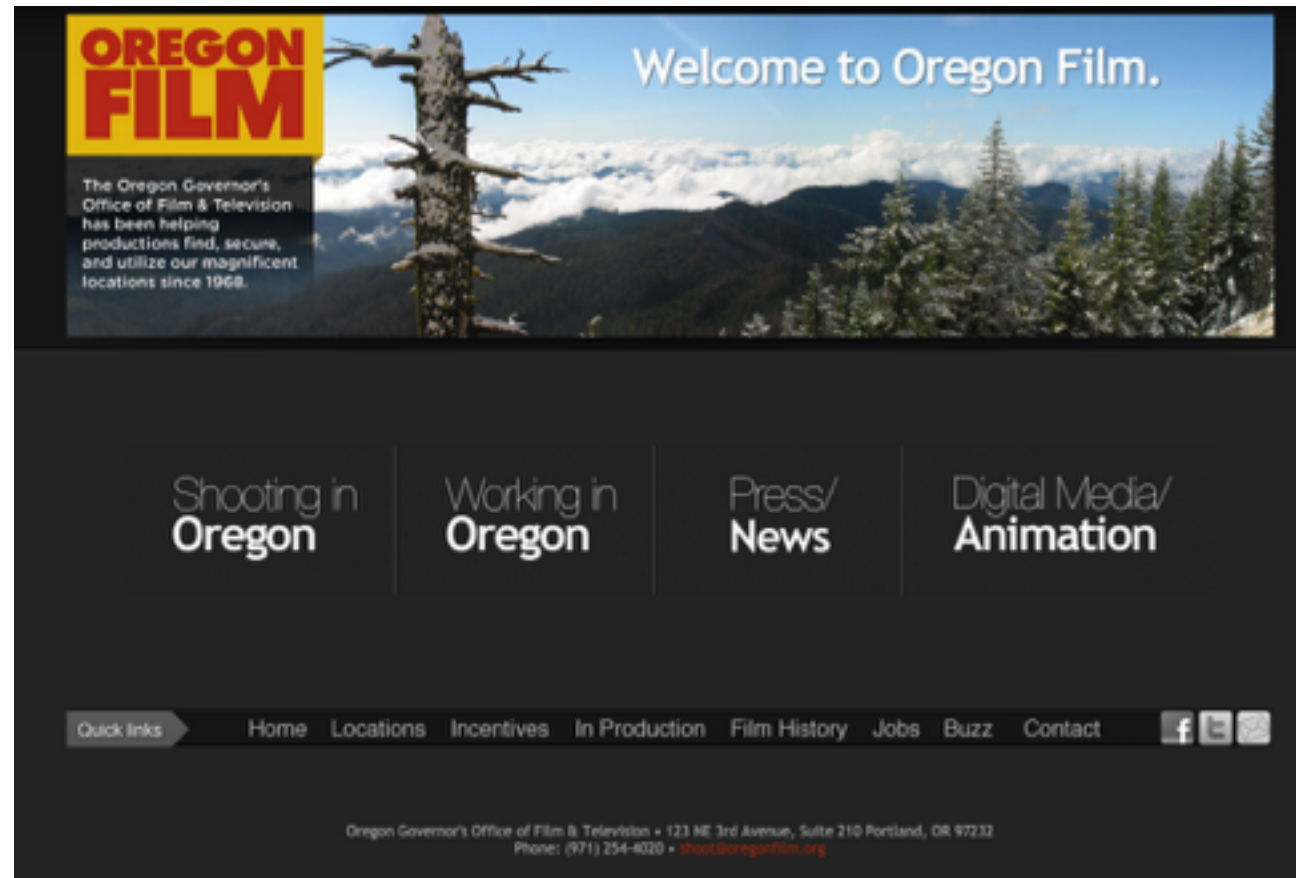 OREGON
FILM
Welcome to Oregon Film.
The Oregon Governor's
Office of Film & Television
has been helping
productions find, secure,
and utilize our magnificent
locations since 1968.
Shooting in
Oregon
Working in
Oregon
Press/
News
Digital Media/
Animation
Quick links Home Locations Incentives In Production Film History Jobs Buzz Contact f t
Oregon Governor's Office of Film & Television • 123 NE 3rd Avenue, Suite 210 Portland, OR 97232
Phone: (971) 254-4020 • shoot@oregonfilm.org